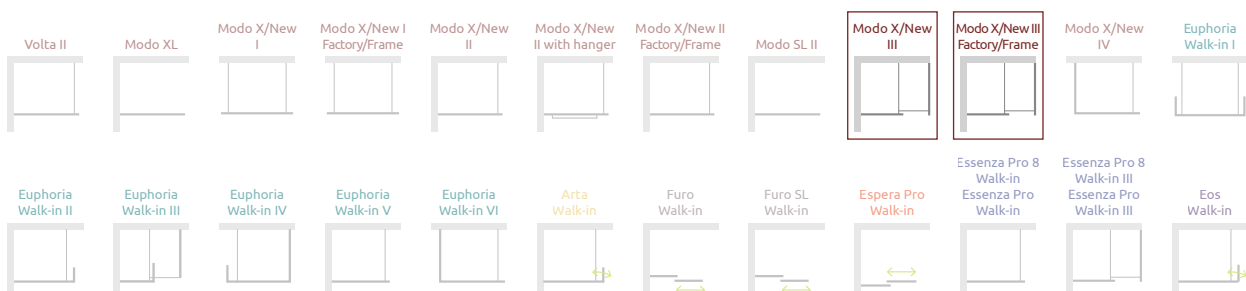 Volta II
Modo XL
Modo X/New
I
Modo X/New I
Factory/Frame
Modo X/New
II
Modo X/New
II with hanger
Modo X/New II
Factory/Frame
Modo SL II
Modo X/New
III
Modo X/New III
Factory/Frame
Modo X/New
IV
Euphoria
Walk-in I
Euphoria
Walk-in II
Euphoria
Walk-in III
Euphoria
Walk-in IV
Euphoria
Walk-in V
Euphoria
Walk-in VI
Arta
Walk-in
Furo
Walk-in
Furo SL
Walk-in
Espera Pro
Walk-in
Essenza Pro 8
Walk-in
Essenza Pro
Walk-in
Essenza Pro 8
Walk-in III
Essenza Pro
Walk-in III
Eos
Walk-in